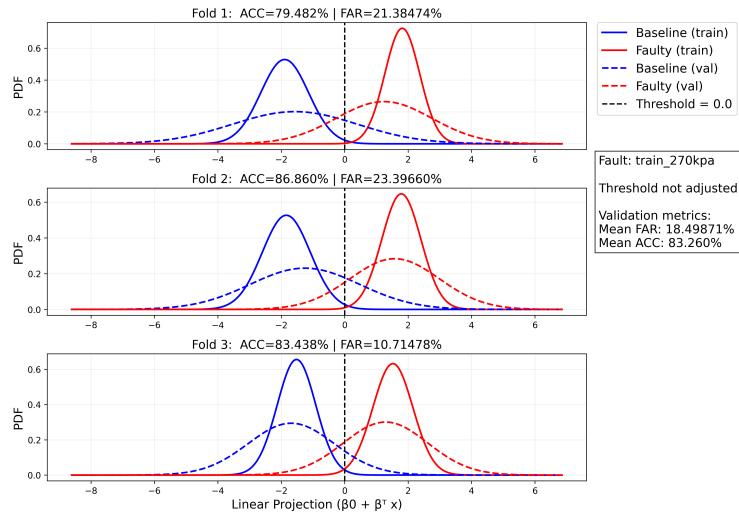 Fold 1:  ACC=79.482% | FAR=21.38474%
PDF
0.6
0.4
0.2
0.0
−8 −6 −4 −2 0 2 4 6
Baseline (train)
Faulty (train)
Baseline (val)
Faulty (val)
Threshold = 0.0
Fault: train_270kpa
Threshold not adjusted
Validation metrics:
Mean FAR: 18.49871%
Mean ACC: 83.260%
Fold 2:  ACC=86.860% | FAR=23.39660%
PDF
0.6
0.4
0.2
0.0
−8 −6 −4 −2 0 2 4 6
Fold 3:  ACC=83.438% | FAR=10.71478%
PDF
0.6
0.4
0.2
0.0
−8 −6 −4 −2 0 2 4 6
Linear Projection (β0 + βᵀ x)